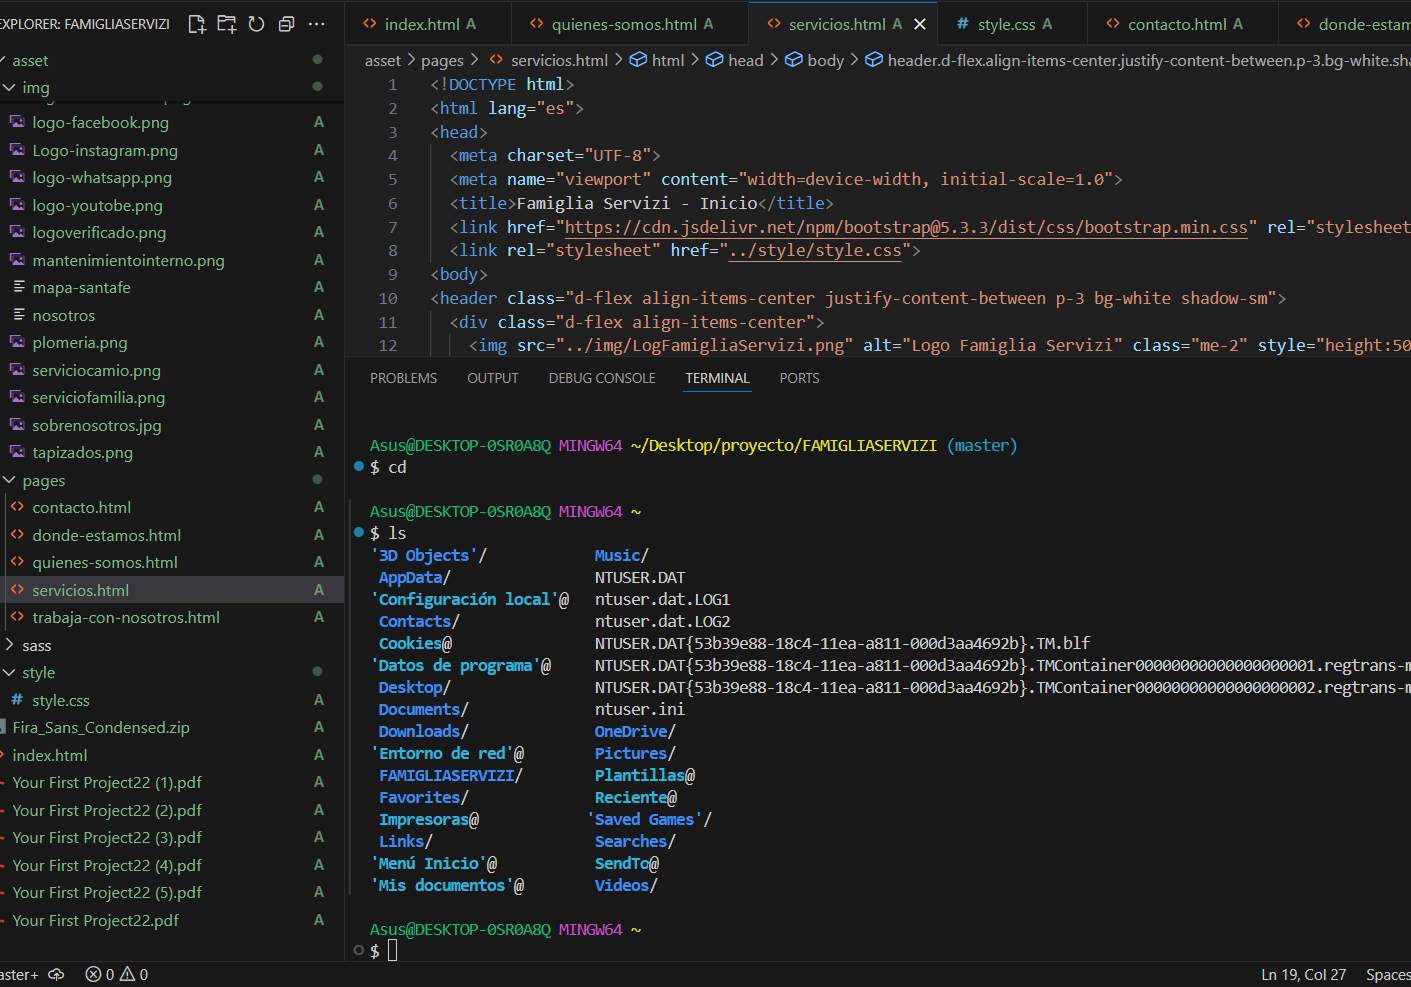 EXPLORER: FAMIGLIASERVIZI
asset
img
logo-facebook.png A
Logo-instagram.png A
logo-whatsapp.png A
logo-youtobe.png A
logoverificado.png A
mantenimientointerno.png A
mapa-santafe A
nosotros A
plomeria.png A
serviciocamio.png A
serviciofamilia.png A
sobrenosotros.jpg A
tapizados.png A
pages
contacto.html A
donde-estamos.html A
quienes-somos.html A
servicios.html A
trabaja-con-nosotros.html A
sass
style
style.css A
Fira_Sans_Condensed.zip A
index.html A
Your First Project22 (1).pdf A
Your First Project22 (2).pdf A
Your First Project22 (3).pdf A
Your First Project22 (4).pdf A
Your First Project22 (5).pdf A
Your First Project22.pdf A
index.html A quienes-somos.html A servicios.html A # style.css A contacto.html A donde-estam
asset > pages > servicios.html > html > head > body > header.d-flex.align-items-center.justify-content-between.p-3.bg-white.sha
1 <!DOCTYPE html>
2 <html lang="es">
3 <head>
4 <meta charset="UTF-8">
5 <meta name="viewport" content="width=device-width, initial-scale=1.0">
6 <title>Famiglia Servizi - Inicio</title>
7 <link href="https://cdn.jsdelivr.net/npm/bootstrap@5.3.3/dist/css/bootstrap.min.css" rel="stylesheet
8 <link rel="stylesheet" href="../style/style.css">
9 <body>
10 <header class="d-flex align-items-center justify-content-between p-3 bg-white shadow-sm">
11 <div class="d-flex align-items-center">
12 <img src="../img/LogFamigliaServizi.png" alt="Logo Famiglia Servizi" class="me-2" style="height:50
PROBLEMS OUTPUT DEBUG CONSOLE TERMINAL PORTS
Asus@DESKTOP-0SR0A8Q MINGW64 ~/Desktop/proyecto/FAMIGLIASERVIZI (master)
$ cd
Asus@DESKTOP-0SR0A8Q MINGW64 ~
$ ls
'3D Objects'/ Music/
AppData/ NTUSER.DAT
'Configuración local'@ ntuser.dat.LOG1
Contacts/ ntuser.dat.LOG2
Cookies@ NTUSER.DAT{53b39e88-18c4-11ea-a811-000d3aa4692b}.TM.blf
'Datos de programa'@ NTUSER.DAT{53b39e88-18c4-11ea-a811-000d3aa4692b}.TMContainer00000000000000000001.regtrans-m
Desktop/ NTUSER.DAT{53b39e88-18c4-11ea-a811-000d3aa4692b}.TMContainer00000000000000000002.regtrans-m
Documents/ ntuser.ini
Downloads/ OneDrive/
'Entorno de red'@ Pictures/
FAMIGLIASERVIZI/ Plantillas@
Favorites/ Reciente@
Impresoras@ 'Saved Games'/
Links/ Searches/
'Menú Inicio'@ SendTo@
'Mis documentos'@ Videos/
Asus@DESKTOP-0SR0A8Q MINGW64 ~
$
aster+ 0 0 Ln 19, Col 27 Spaces